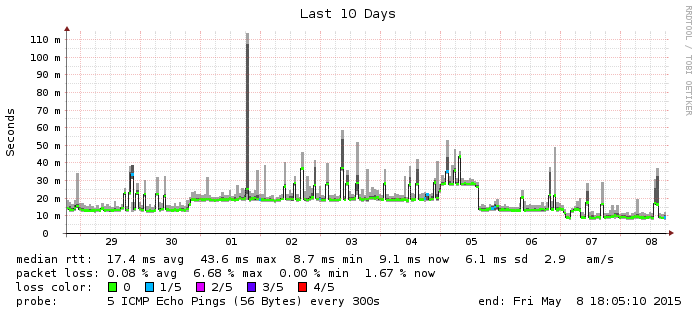 Last 10 Days
RRDTOOL / TOBI OETIKER
Seconds
110 m
100 m
90 m
80 m
70 m
60 m
50 m
40 m
30 m
20 m
10 m
0
29 30 01 02 03 04 05 06 07 08
median rtt: 17.4 ms avg 43.6 ms max 8.7 ms min 9.1 ms now 6.1 ms sd 2.9 am/s
packet loss: 0.08 % avg 6.68 % max 0.00 % min 1.67 % now
loss color: 0 1/5 2/5 3/5 4/5
probe: 5 ICMP Echo Pings (56 Bytes) every 300s end: Fri May 8 18:05:10 2015